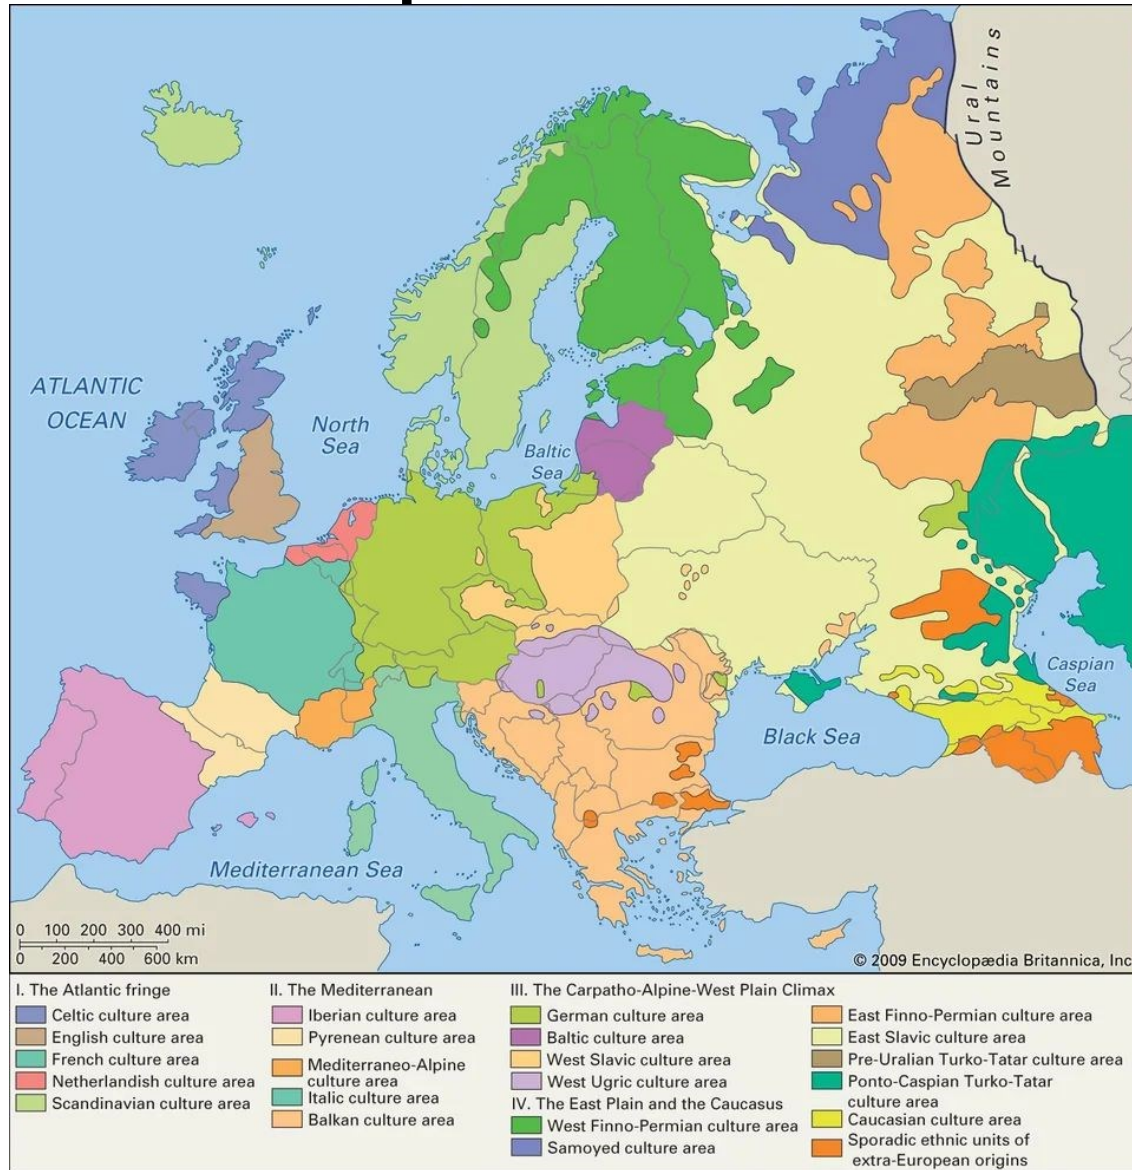 Ural
Mountains
ATLANTIC
OCEAN
North
Sea
Baltic
Sea
Caspian
Sea
Black Sea
Mediterranean Sea
0 100 200 300 400 mi
0 200 400 600 km
© 2009 Encyclopædia Britannica, Inc
I. The Atlantic fringe
Celtic culture area
English culture area
French culture area
Netherlandish culture area
Scandinavian culture area
II. The Mediterranean
Iberian culture area
Pyrenean culture area
Mediterraneo-Alpine
culture area
Italic culture area
Balkan culture area
III. The Carpatho-Alpine-West Plain Climax
German culture area
Baltic culture area
West Slavic culture area
West Ugric culture area
IV. The East Plain and the Caucasus
West Finno-Permian culture area
Samoyed culture area
East Finno-Permian culture area
East Slavic culture area
Pre-Uralian Turko-Tatar culture area
Ponto-Caspian Turko-Tatar
culture area
Caucasian culture area
Sporadic ethnic units of
extra-European origins